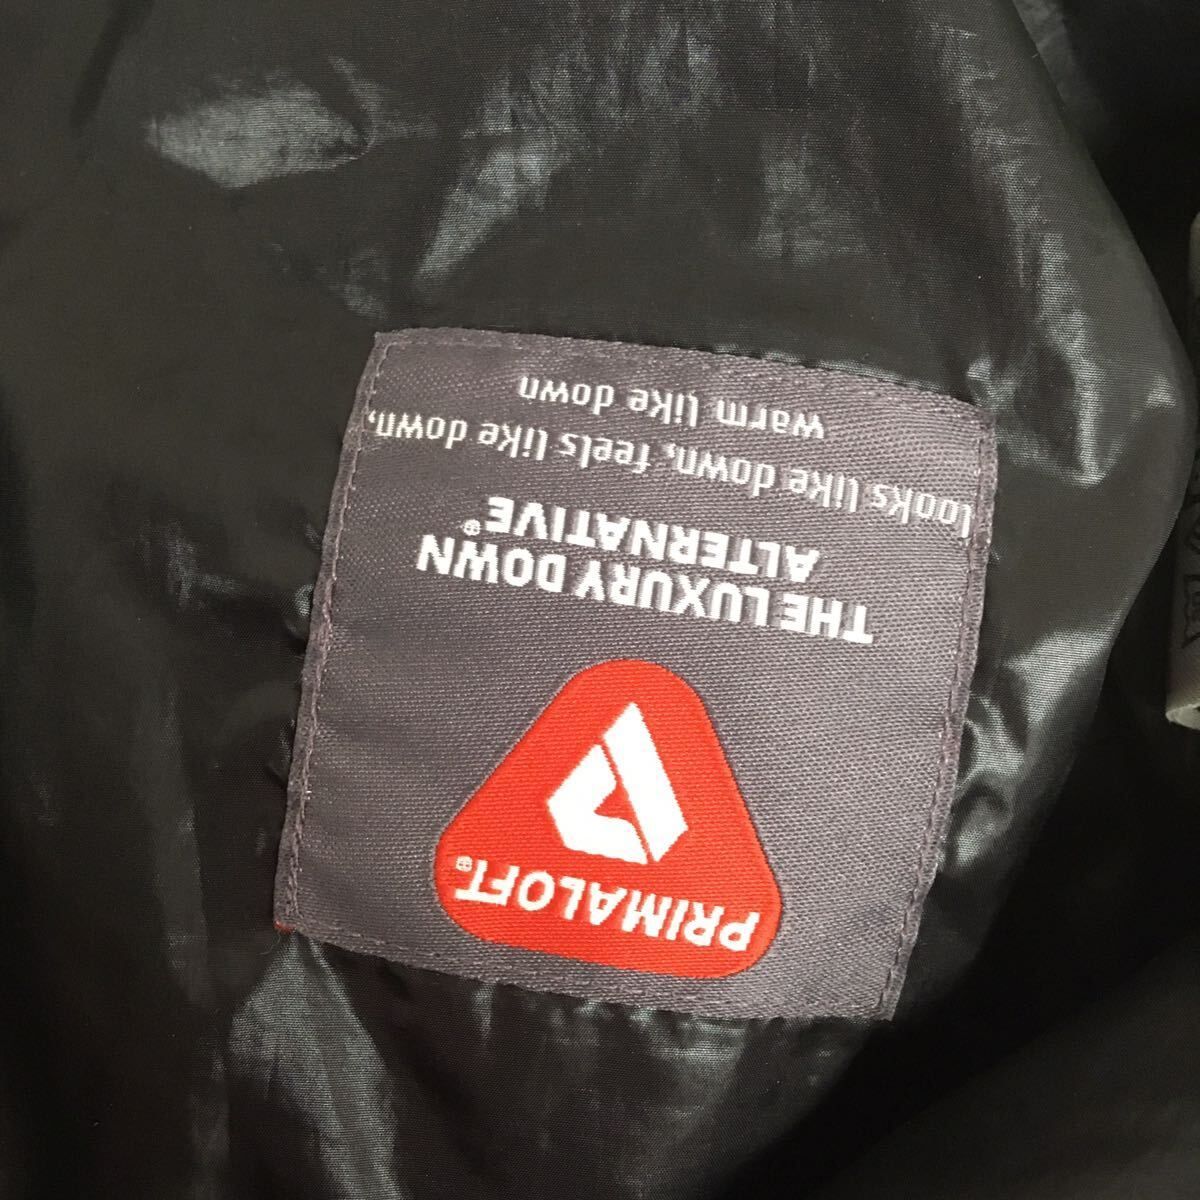 PRIMALOFT®
THE LUXURY DOWN
ALTERNATIVE®
looks like down, feels like down,
warm like down